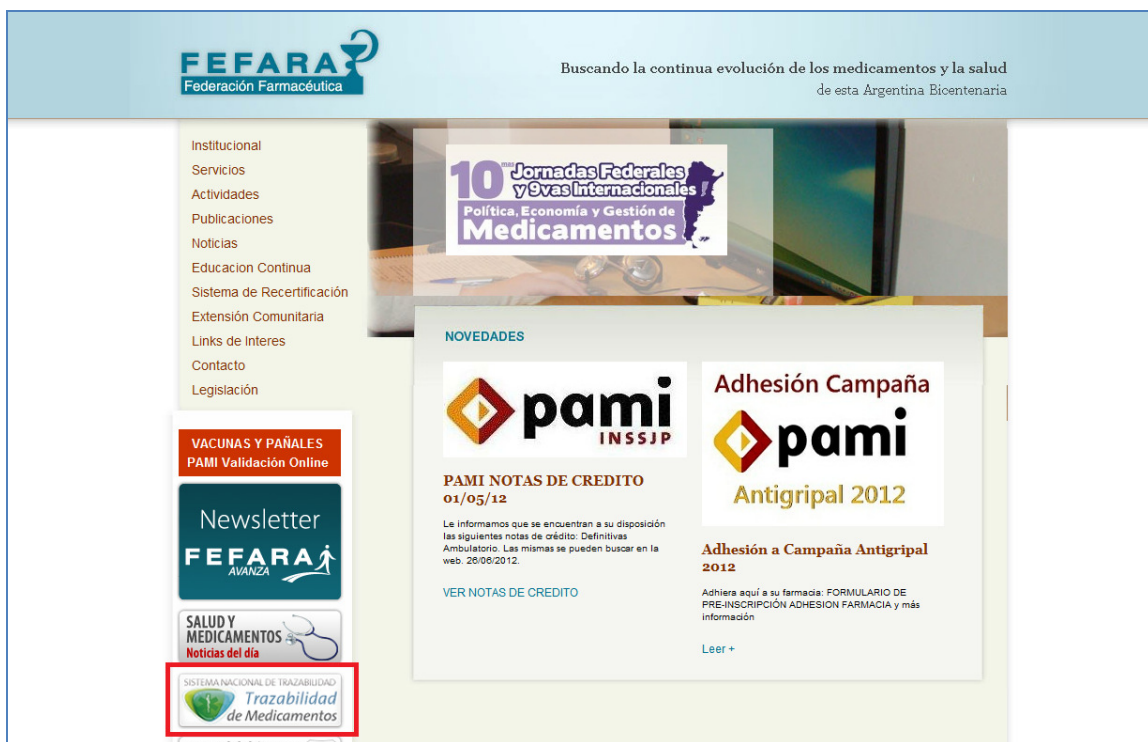 FEFARA
Federación Farmacéutica
Buscando la continua evolución de los medicamentos y la salud
de esta Argentina Bicentenaria
Institucional
Servicios
Actividades
Publicaciones
Noticias
Educacion Continua
Sistema de Recertificación
Extensión Comunitaria
Links de Interes
Contacto
Legislación
VACUNAS Y PAÑALES
PAMI Validación Online
Newsletter
FEFARA
AVANZA
SALUD Y
MEDICAMENTOS
Noticias del día
SISTEMA NACIONAL DE TRAZABILIDAD
Trazabilidad
de Medicamentos
10mas Jornadas Federales
y 9vas Internacionales
Política, Economía y Gestión de
Medicamentos
NOVEDADES
pami
INSSJP
PAMI NOTAS DE CREDITO
01/05/12
Le informamos que se encuentran a su disposición
las siguientes notas de crédito: Definitivas
Ambulatorio. Las mismas se pueden buscar en la
web. 26/06/2012.
VER NOTAS DE CREDITO
Adhesión Campaña
pami
Antigripal 2012
Adhesión a Campaña Antigripal
2012
Adhiera aquí a su farmacia: FORMULARIO DE
PRE-INSCRIPCIÓN ADHESION FARMACIA y más
información
Leer +